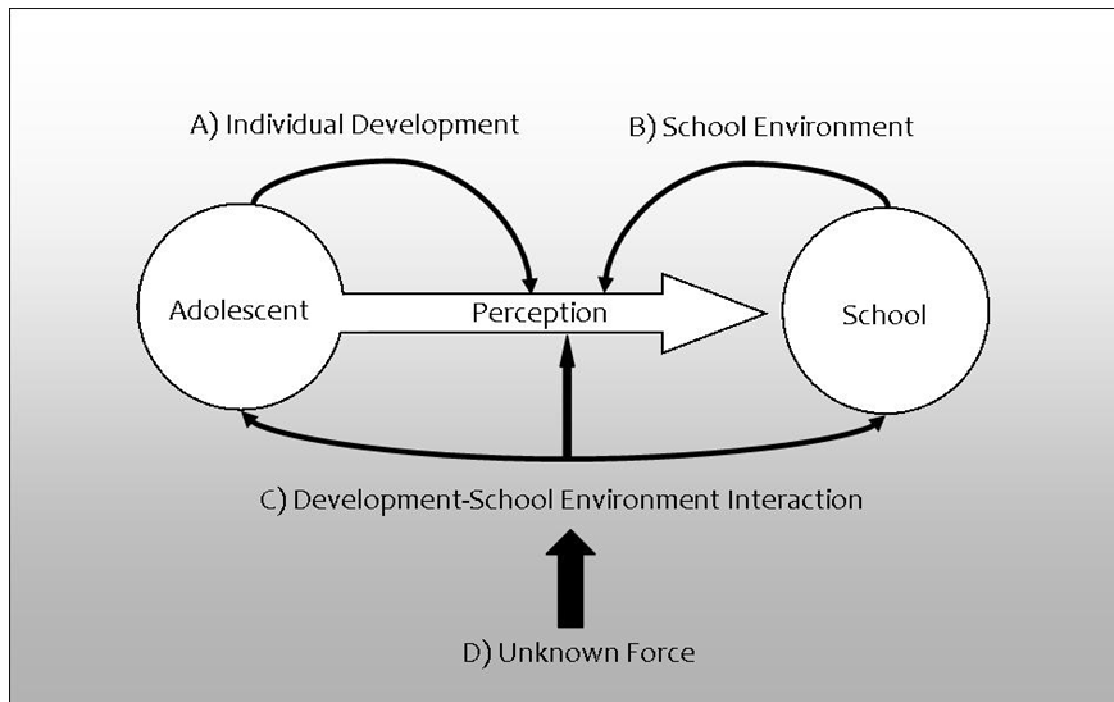 A) Individual Development
B) School Environment
Adolescent
Perception
School
C) Development-School Environment Interaction
D) Unknown Force